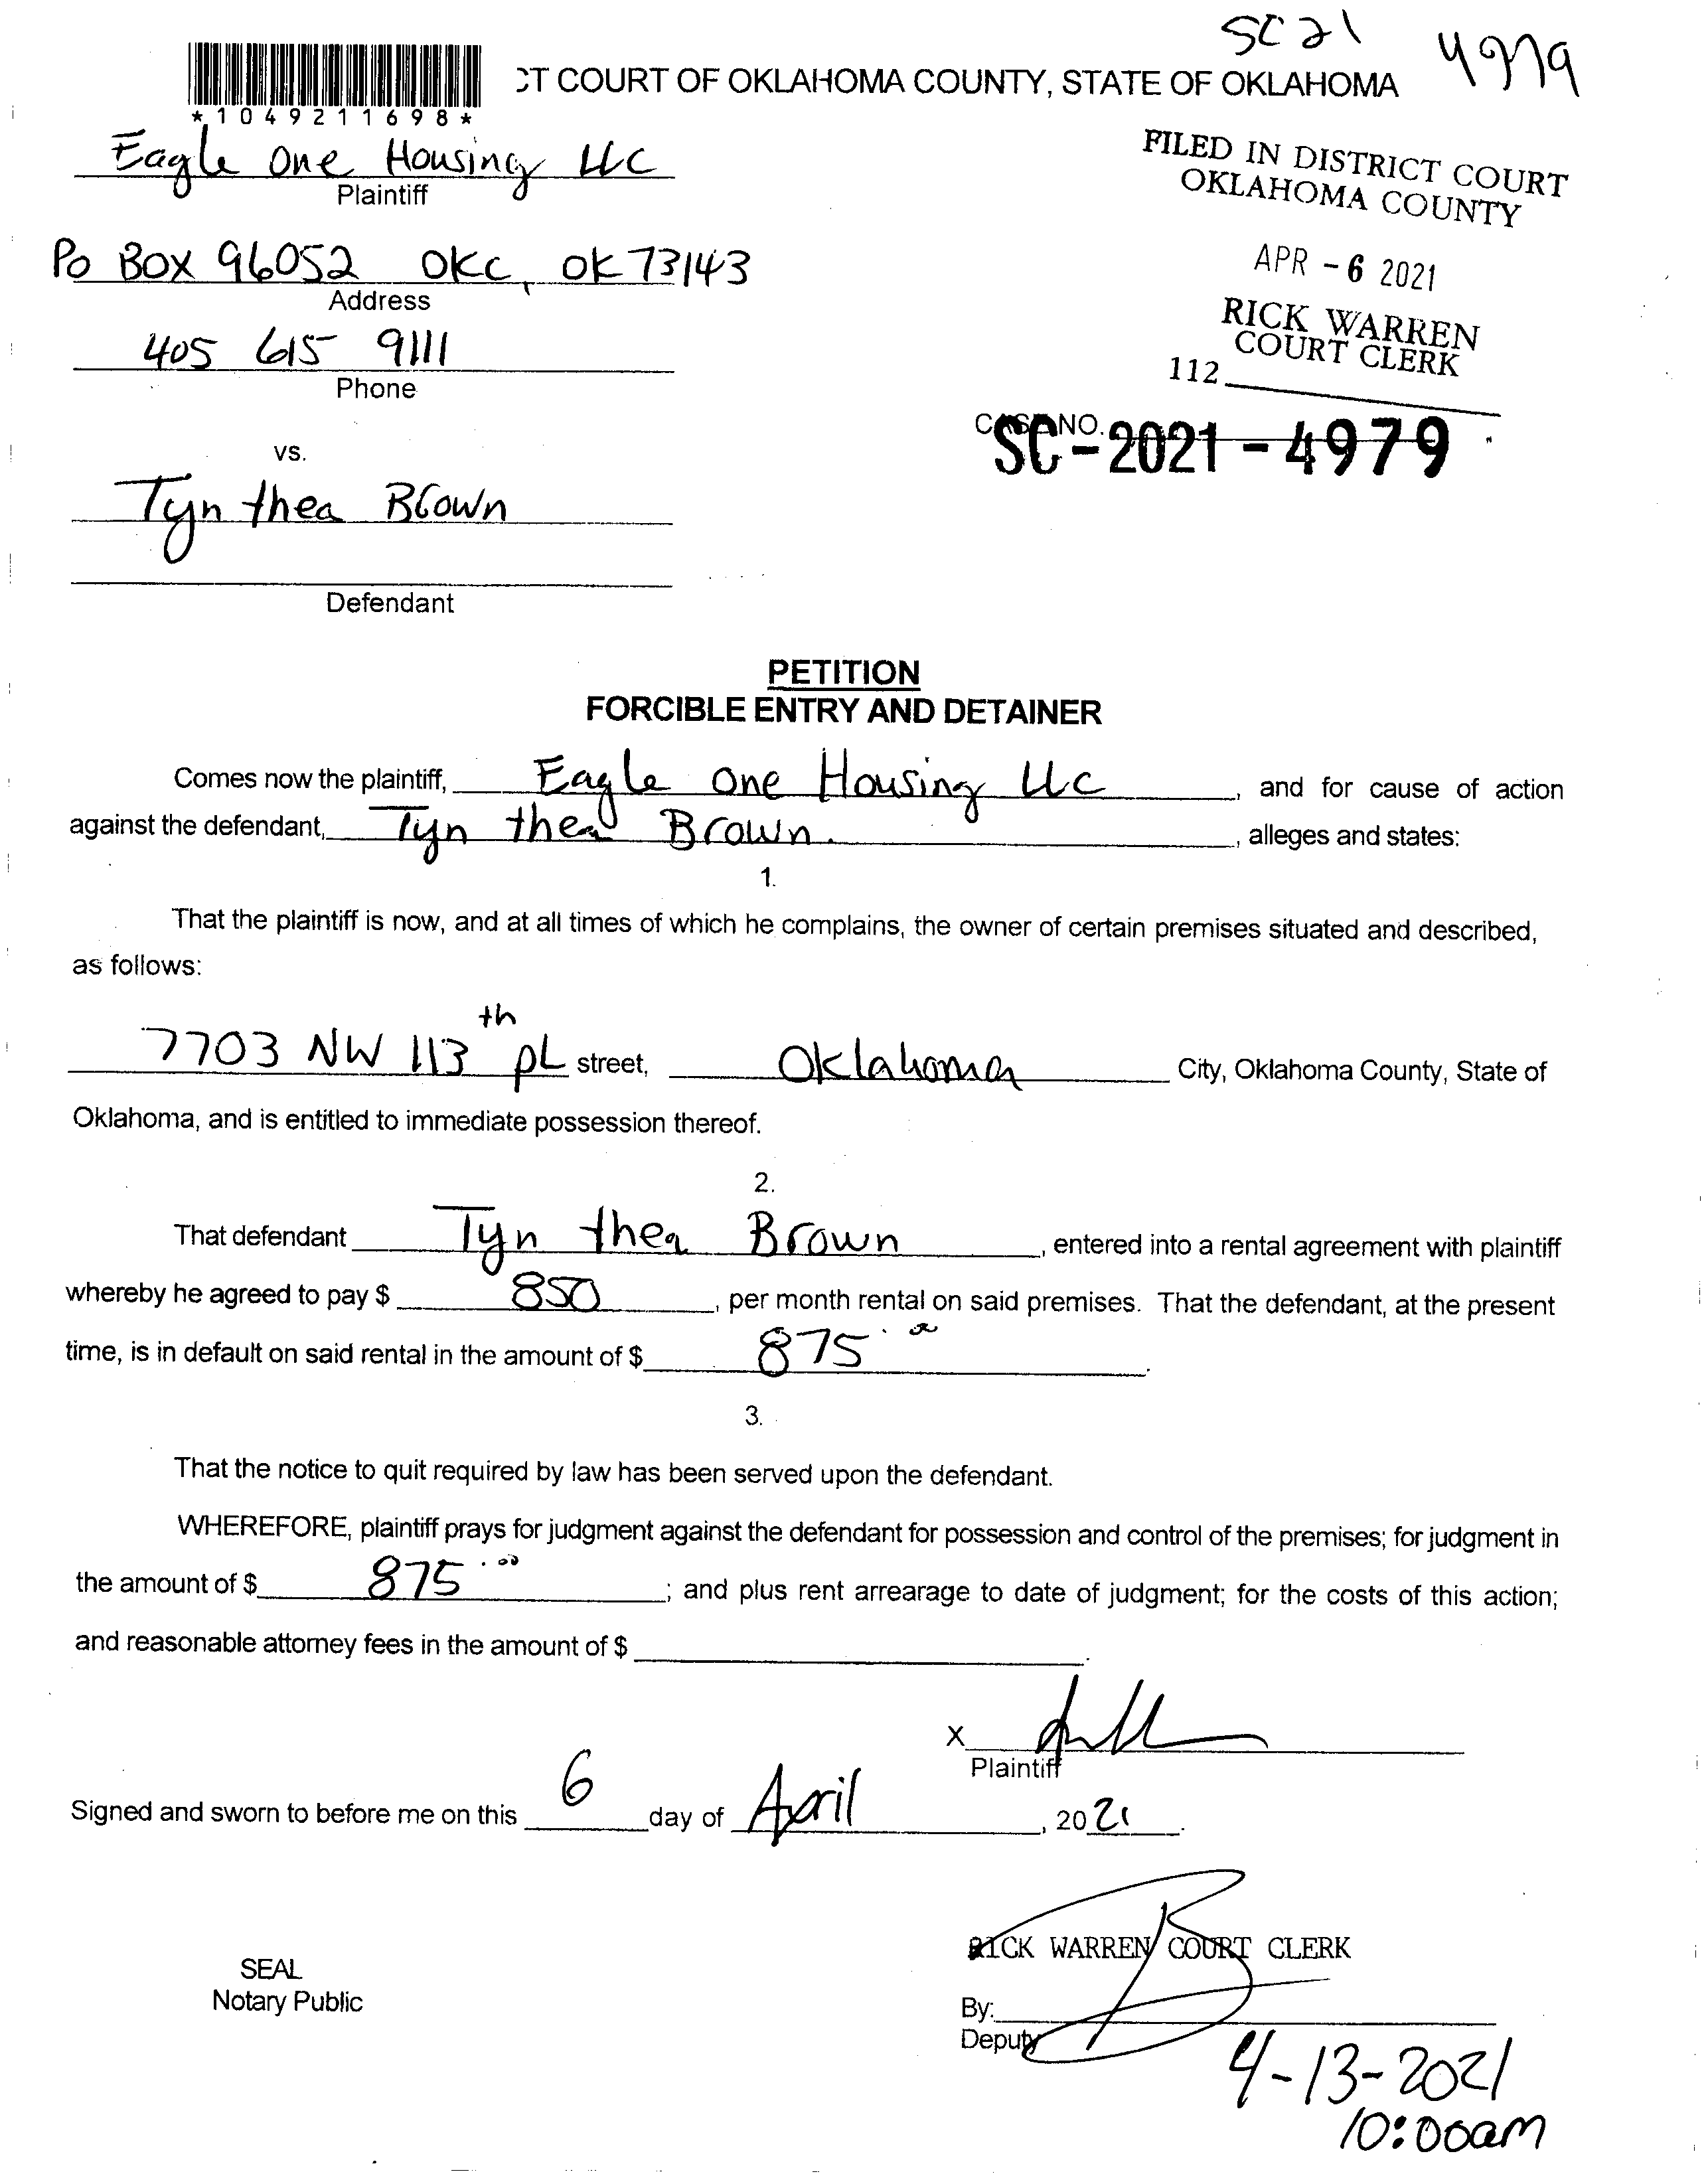 SC21 4979
CT COURT OF OKLAHOMA COUNTY, STATE OF OKLAHOMA
*1049211698*
Eagle One Housing LLC
Plaintiff
PO BOX 96052 OKC, OK 73143
Address
405 615 9111
Phone
FILED IN DISTRICT COURT
OKLAHOMA COUNTY
APR - 6 2021
RICK WARREN
COURT CLERK
112
CASE NO.
SC-2021-4979
vs.
Tyn thea Brown
Defendant
PETITION
FORCIBLE ENTRY AND DETAINER
Comes now the plaintiff, Eagle One Housing LLC, and for cause of action
against the defendant, Tyn thea Brown., alleges and states:
1.
That the plaintiff is now, and at all times of which he complains, the owner of certain premises situated and described,
as follows:
7703 NW 113th PL street, Oklahoma City, Oklahoma County, State of
Oklahoma, and is entitled to immediate possession thereof.
2.
That defendant Tyn thea Brown, entered into a rental agreement with plaintiff
whereby he agreed to pay $ 850, per month rental on said premises. That the defendant, at the present
time, is in default on said rental in the amount of $ 875.00.
3.
That the notice to quit required by law has been served upon the defendant.
WHEREFORE, plaintiff prays for judgment against the defendant for possession and control of the premises; for judgment in
the amount of $ 875.00; and plus rent arrearage to date of judgment; for the costs of this action;
and reasonable attorney fees in the amount of $ .
X
Plaintiff
Signed and sworn to before me on this 6 day of April, 2021.
RICK WARREN COURT CLERK
SEAL
Notary Public
By:
Deputy
4-13-2021
10:00am